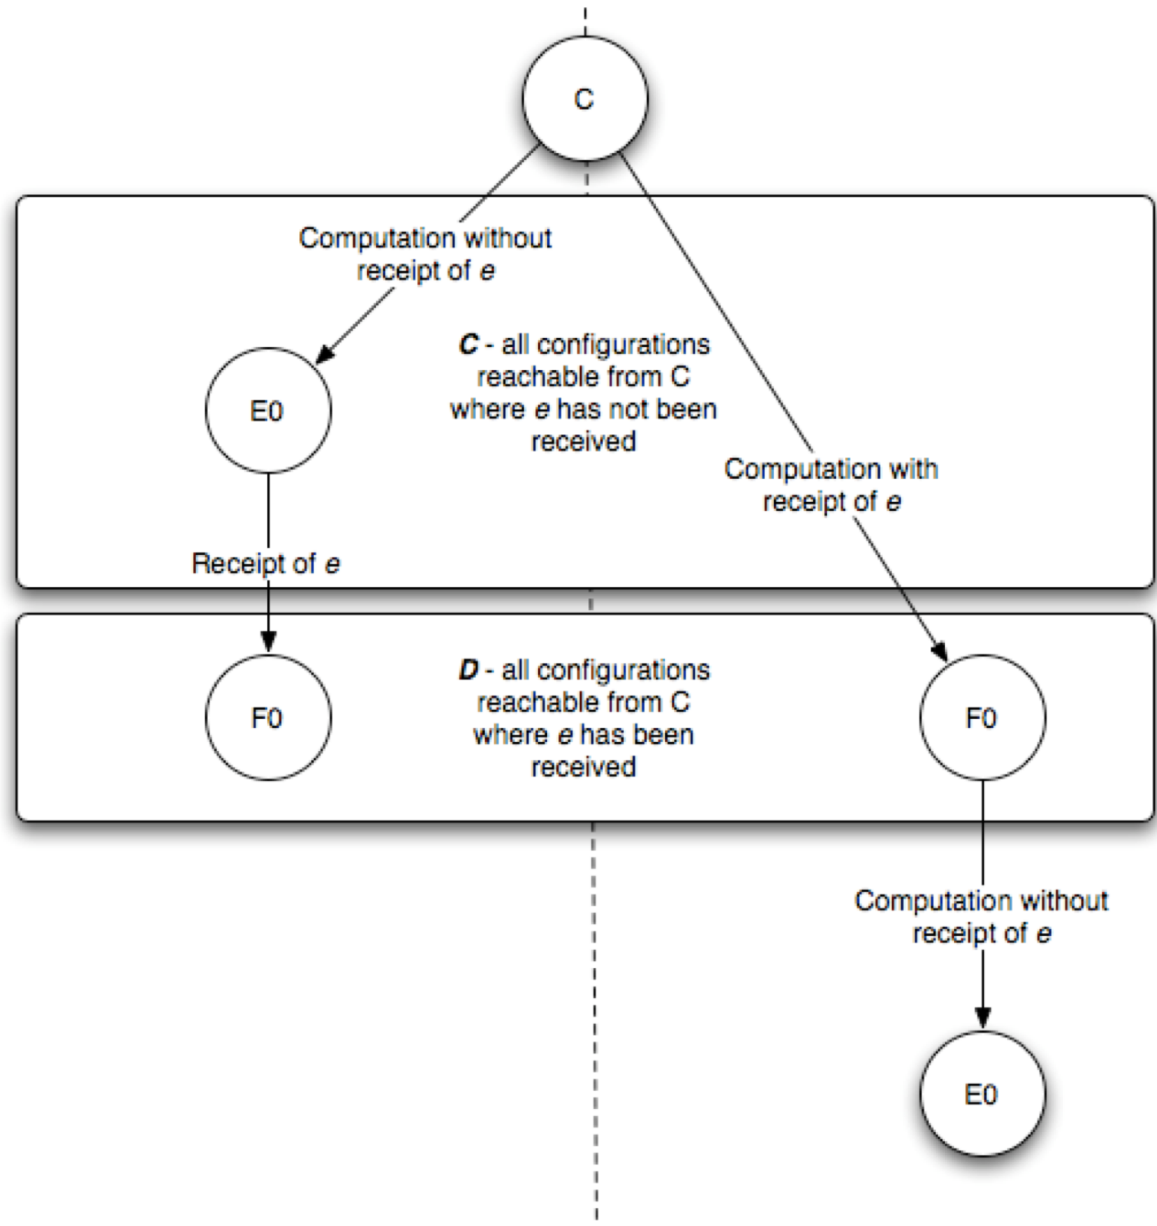 C
Computation without
receipt of e
C - all configurations
reachable from C
where e has not been
received
E0
Computation with
receipt of e
Receipt of e
D - all configurations
reachable from C
where e has been
received
F0
F0
Computation without
receipt of e
E0